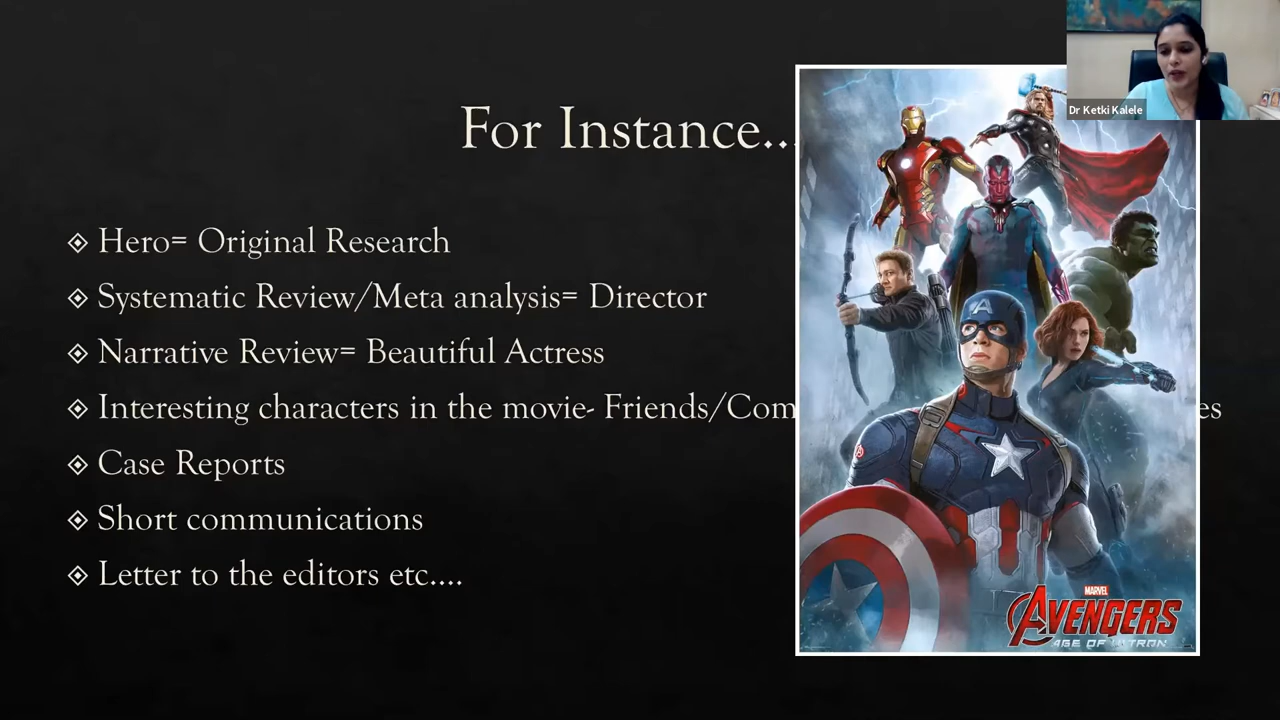 Dr Ketki Kalele
For Instance...
Hero= Original Research
Systematic Review/Meta analysis= Director
Narrative Review= Beautiful Actress
Interesting characters in the movie- Friends/Com es
Case Reports
Short communications
Letter to the editors etc....
MARVEL
AVENGERS
AGE OF ULTRON